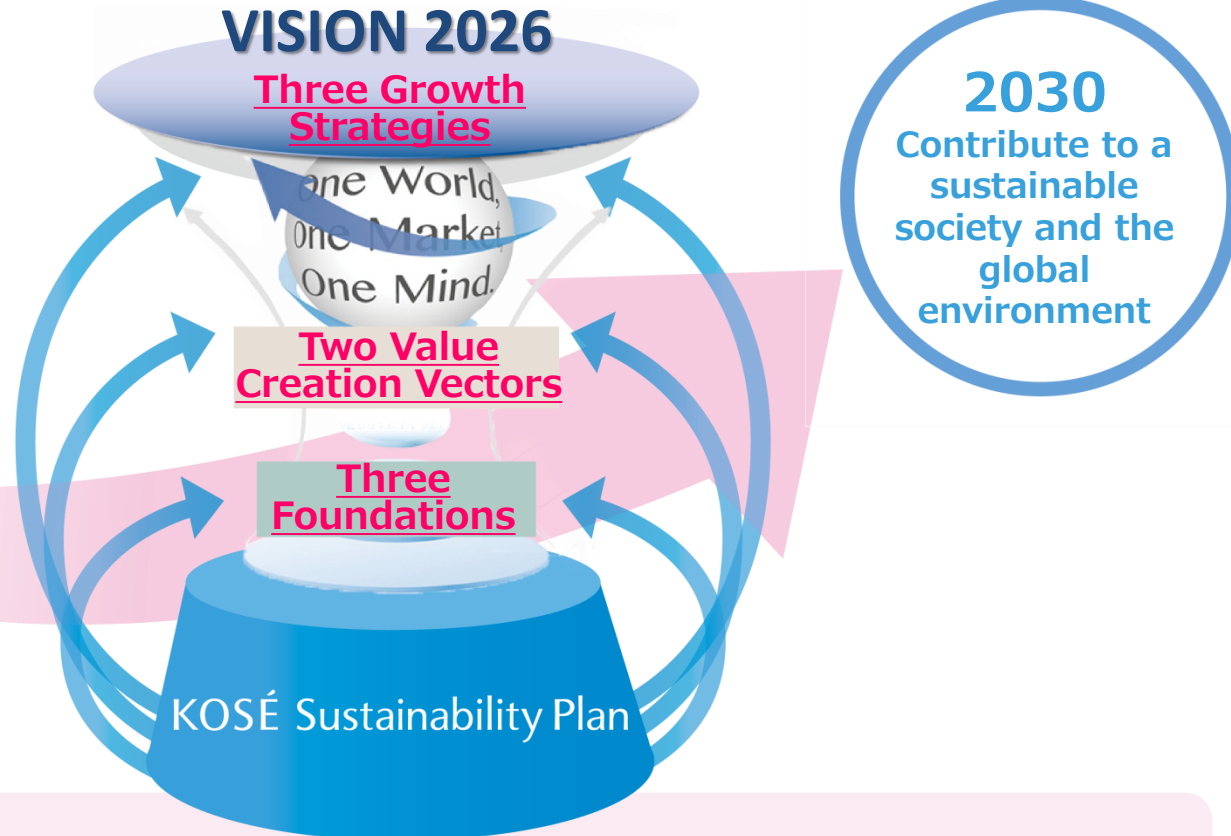 VISION 2026
Three Growth
Strategies
one World,
One Market,
One Mind.
Two Value
Creation Vectors
Three
Foundations
KOSÉ Sustainability Plan
2030
Contribute to a
sustainable
society and the
global
environment